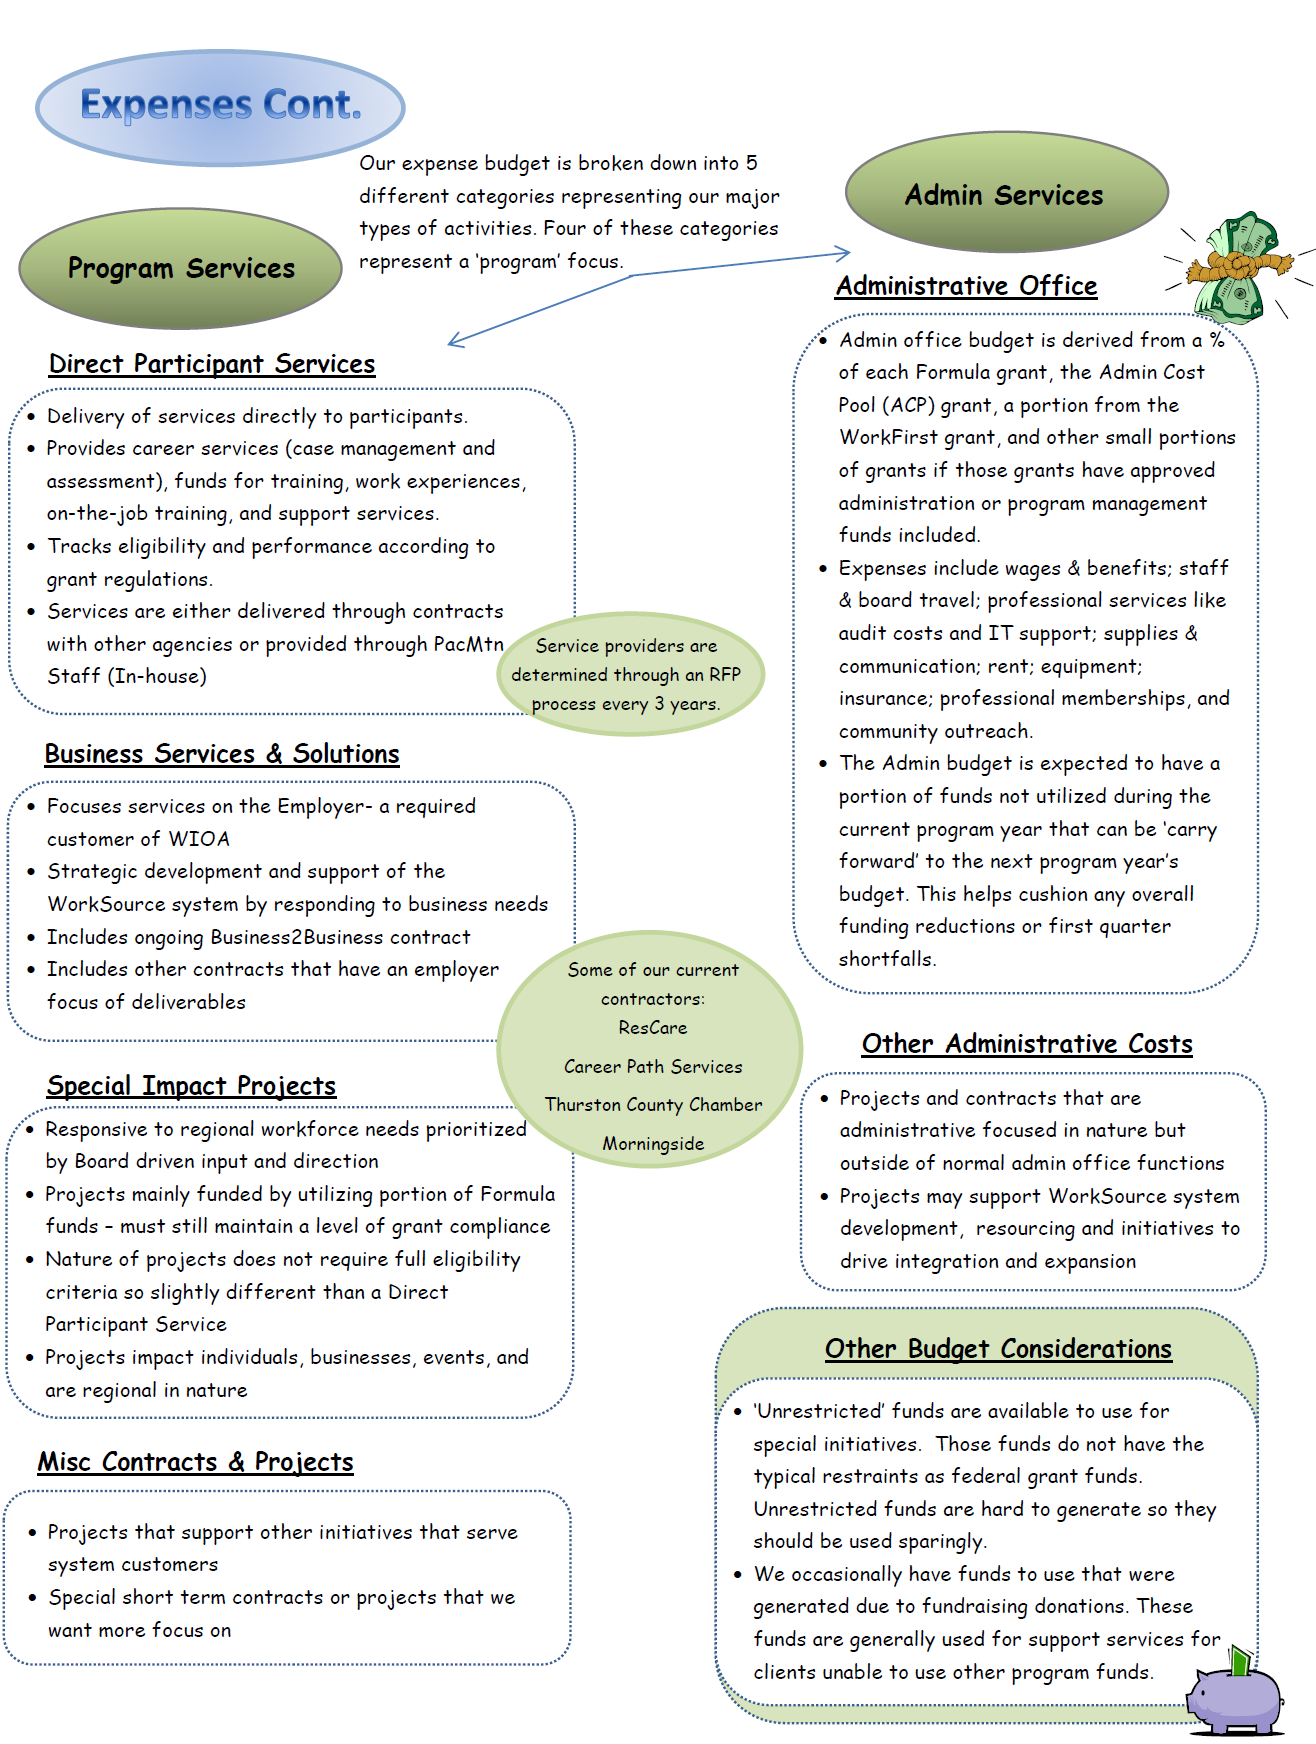 Expenses Cont.
Our expense budget is broken down into 5
different categories representing our major
types of activities. Four of these categories
represent a ‘program’ focus.
Program Services
Direct Participant Services
• Delivery of services directly to participants.
• Provides career services (case management and
assessment), funds for training, work experiences,
on-the-job training, and support services.
• Tracks eligibility and performance according to
grant regulations.
• Services are either delivered through contracts
with other agencies or provided through PacMtn
Staff (In-house)
Service providers are
determined through an RFP
process every 3 years.
Business Services & Solutions
• Focuses services on the Employer- a required
customer of WIOA
• Strategic development and support of the
WorkSource system by responding to business needs
• Includes ongoing Business2Business contract
• Includes other contracts that have an employer
focus of deliverables
Some of our current
contractors:
ResCare
Career Path Services
Thurston County Chamber
Morningside
Special Impact Projects
• Responsive to regional workforce needs prioritized
by Board driven input and direction
• Projects mainly funded by utilizing portion of Formula
funds – must still maintain a level of grant compliance
• Nature of projects does not require full eligibility
criteria so slightly different than a Direct
Participant Service
• Projects impact individuals, businesses, events, and
are regional in nature
Misc Contracts & Projects
• Projects that support other initiatives that serve
system customers
• Special short term contracts or projects that we
want more focus on
Admin Services
Administrative Office
• Admin office budget is derived from a %
of each Formula grant, the Admin Cost
Pool (ACP) grant, a portion from the
WorkFirst grant, and other small portions
of grants if those grants have approved
administration or program management
funds included.
• Expenses include wages & benefits; staff
& board travel; professional services like
audit costs and IT support; supplies &
communication; rent; equipment;
insurance; professional memberships, and
community outreach.
• The Admin budget is expected to have a
portion of funds not utilized during the
current program year that can be ‘carry
forward’ to the next program year’s
budget. This helps cushion any overall
funding reductions or first quarter
shortfalls.
Other Administrative Costs
• Projects and contracts that are
administrative focused in nature but
outside of normal admin office functions
• Projects may support WorkSource system
development, resourcing and initiatives to
drive integration and expansion
Other Budget Considerations
• ‘Unrestricted’ funds are available to use for
special initiatives. Those funds do not have the
typical restraints as federal grant funds.
Unrestricted funds are hard to generate so they
should be used sparingly.
• We occasionally have funds to use that were
generated due to fundraising donations. These
funds are generally used for support services for
clients unable to use other program funds.